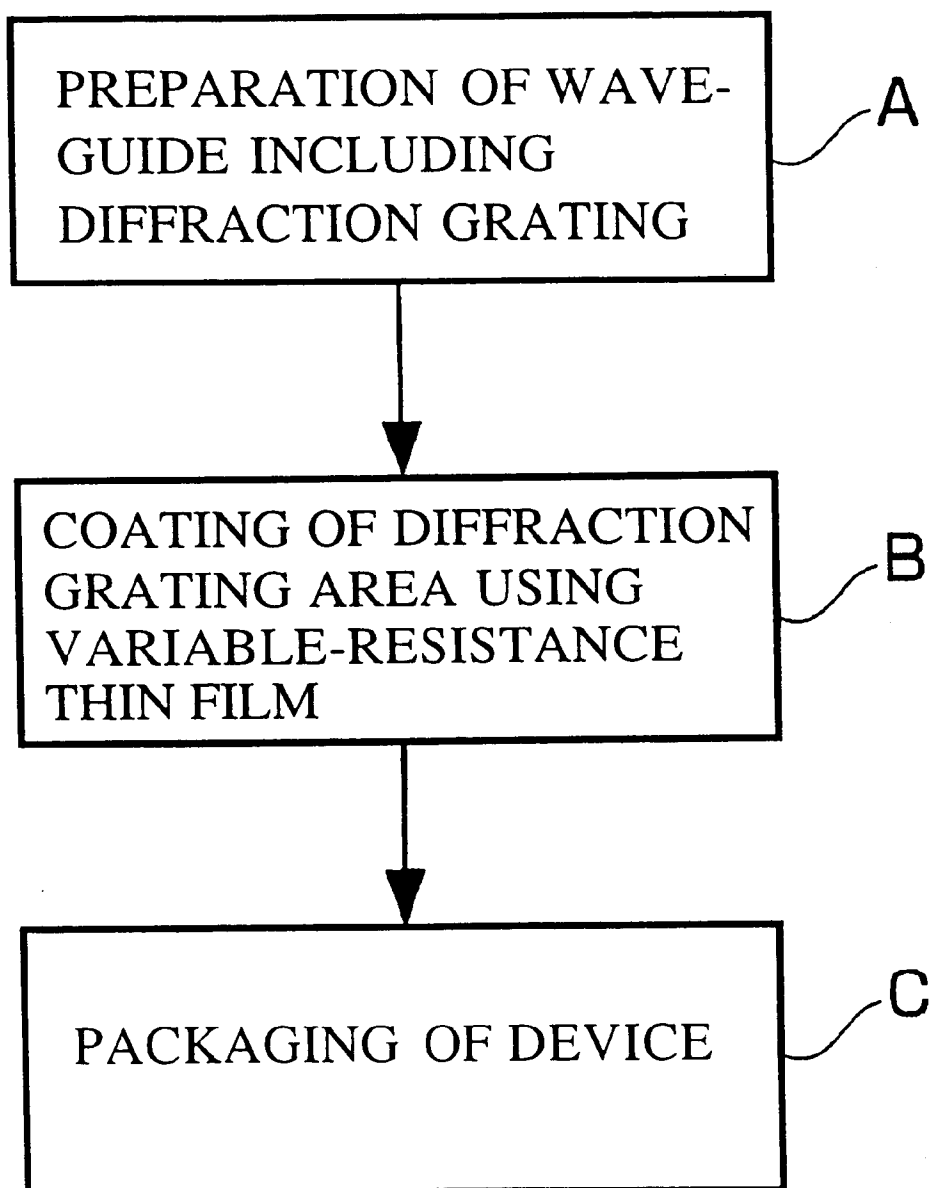 PREPARATION OF WAVE-
GUIDE INCLUDING
DIFFRACTION GRATING
A
COATING OF DIFFRACTION
GRATING AREA USING
VARIABLE-RESISTANCE
THIN FILM
B
PACKAGING OF DEVICE
C